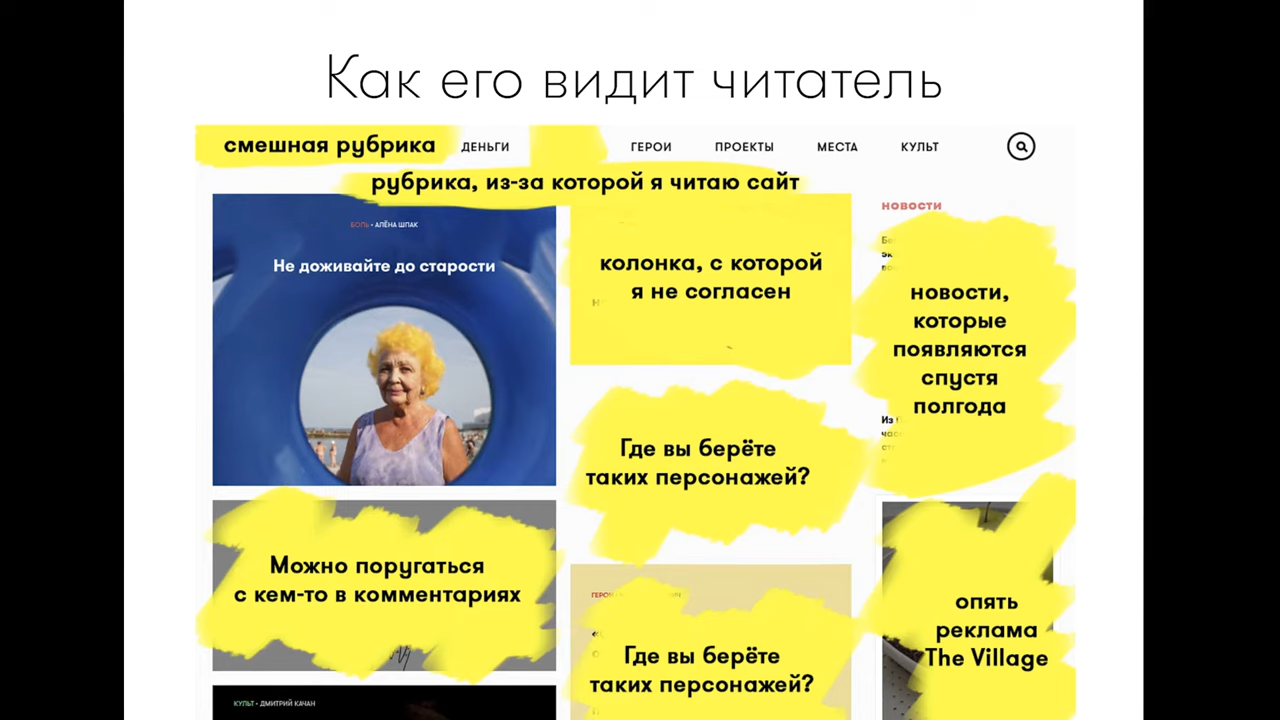 Как его видит читатель
смешная рубрика
ДЕНЬГИ
ГЕРОИ
ПРОЕКТЫ
МЕСТА
КУЛЬТ
рубрика, из-за которой я читаю сайт
БОЛЬ • АЛЁНА ШПАК
Не доживайте до старости
колонка, с которой
я не согласен
НОВОСТИ
новости,
которые
появляются
спустя
полгода
Где вы берёте
таких персонажей?
Можно поругаться
с кем-то в комментариях
опять
реклама
The Village
Где вы берёте
таких персонажей?
КУЛЬТ • ДМИТРИЙ КАЧАН